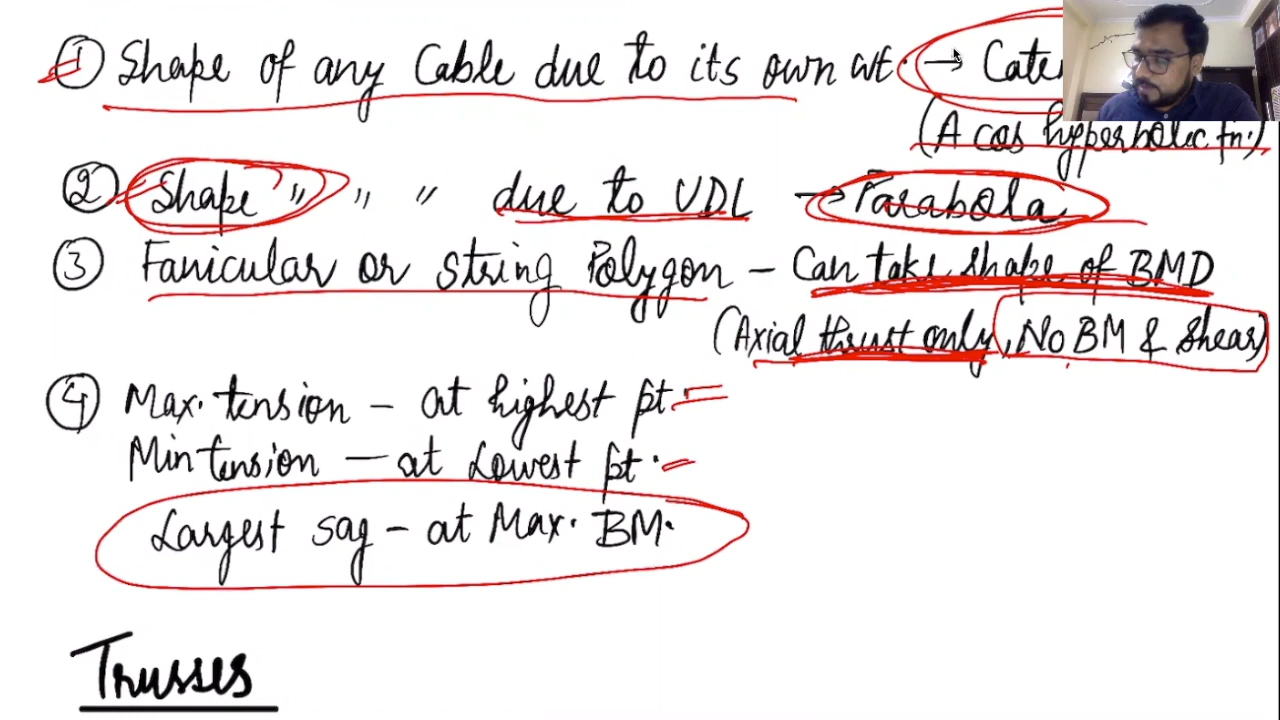 ① Shape of any Cable due to its own wt. → Cate
(A cos hyperbolic fn.)
② Shape " " " due to UDL → Parabola
③ Fanicular or string Polygon - Can take shape of BMD
(Axial thrust only, No BM & Shear)
④ Max. tension - at highest pt.
Min tension - at Lowest pt.
Largest sag - at Max. BM.
Trusses